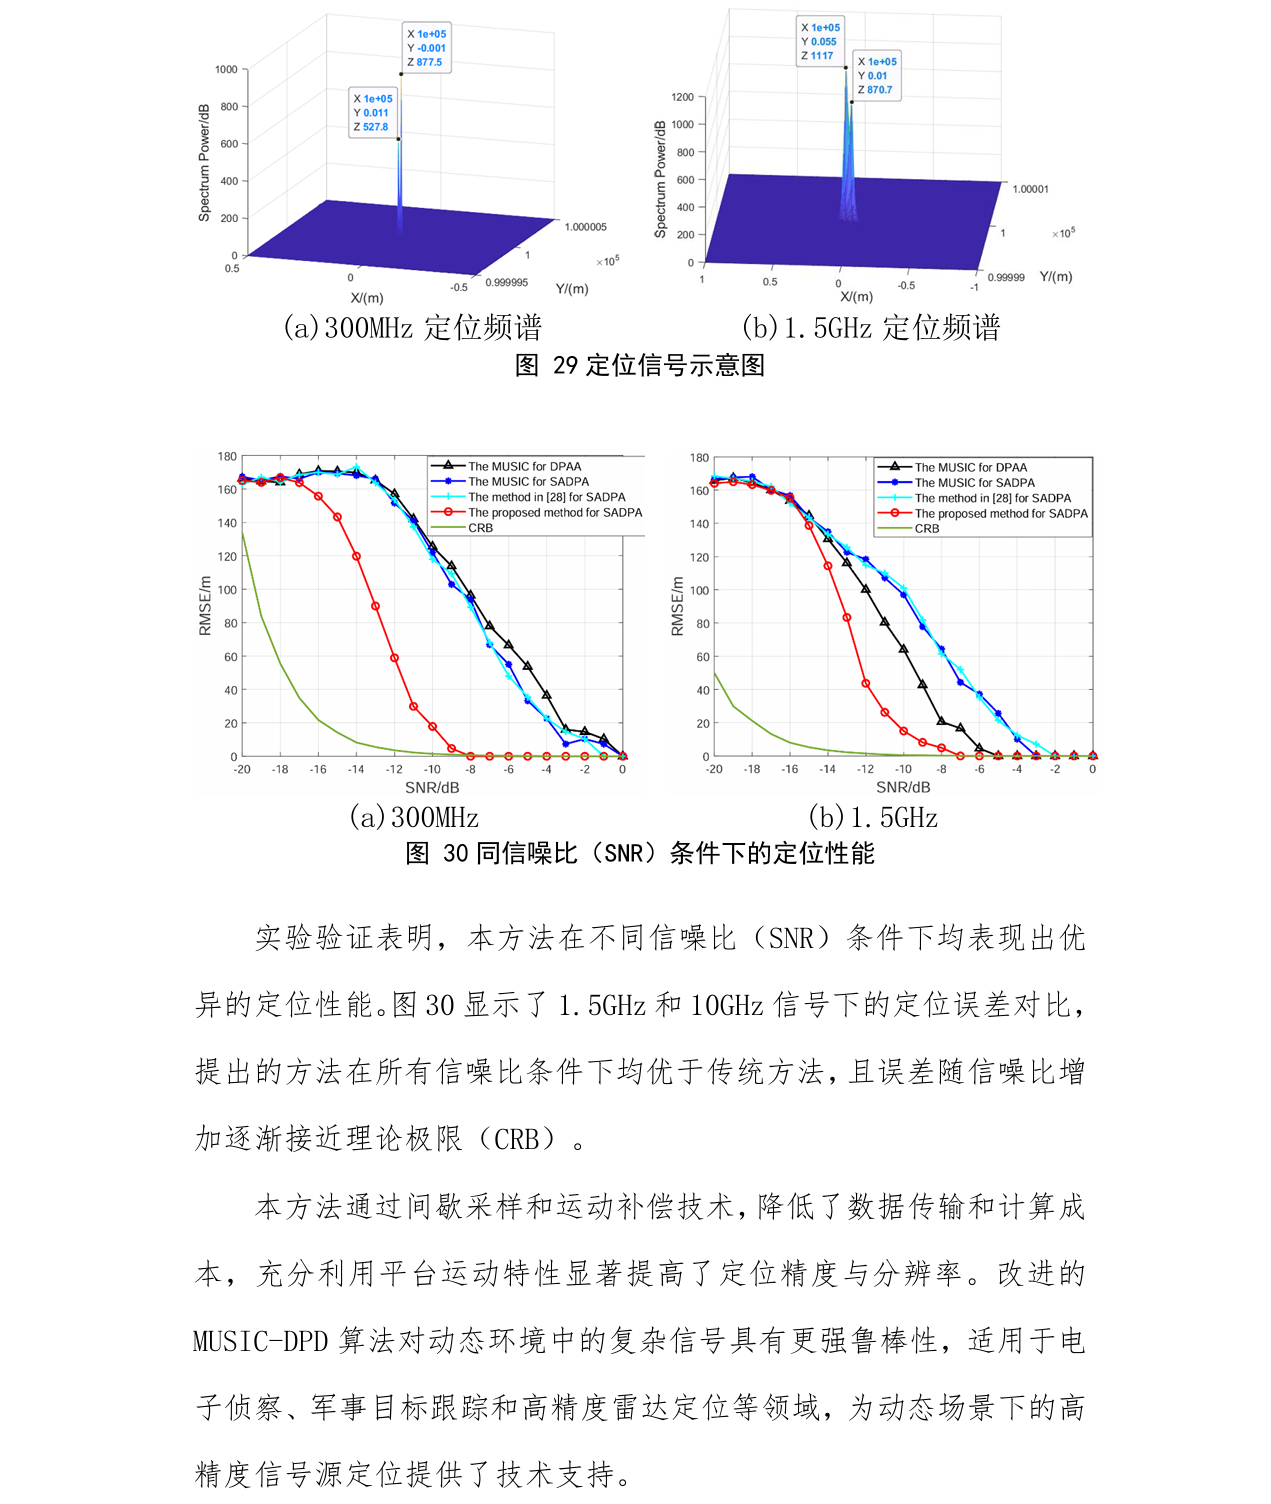 X 1e+05
Y -0.001
Z 877.5
X 1e+05
Y 0.011
Z 527.8
1000
800
600
400
200
0
Spectrum Power/dB
0.5
0
-0.5
X/(m)
0.999995
1
1.000005
×10⁵
Y/(m)
(a)300MHz 定位频谱
X 1e+05
Y 0.055
Z 1117
X 1e+05
Y 0.01
Z 870.7
1200
1000
800
600
400
200
0
Spectrum Power/dB
1
0.5
0
-0.5
-1
X/(m)
0.99999
1
1.00001
×10⁵
Y/(m)
(b)1.5GHz 定位频谱
图 29 定位信号示意图
180
160
140
120
100
80
60
40
20
0
RMSE/m
The MUSIC for DPAA
The MUSIC for SADPA
The method in [28] for SADPA
The proposed method for SADPA
CRB
-20 -18 -16 -14 -12 -10 -8 -6 -4 -2 0
SNR/dB
(a)300MHz
180
160
140
120
100
80
60
40
20
0
RMSE/m
The MUSIC for DPAA
The MUSIC for SADPA
The method in [28] for SADPA
The proposed method for SADPA
CRB
-20 -18 -16 -14 -12 -10 -8 -6 -4 -2 0
SNR/dB
(b)1.5GHz
图 30 同信噪比（SNR）条件下的定位性能
实验验证表明，本方法在不同信噪比（SNR）条件下均表现出优
异的定位性能。图 30 显示了 1.5GHz 和 10GHz 信号下的定位误差对比，
提出的方法在所有信噪比条件下均优于传统方法，且误差随信噪比增
加逐渐接近理论极限（CRB）。
本方法通过间歇采样和运动补偿技术，降低了数据传输和计算成
本，充分利用平台运动特性显著提高了定位精度与分辨率。改进的
MUSIC-DPD 算法对动态环境中的复杂信号具有更强鲁棒性，适用于电
子侦察、军事目标跟踪和高精度雷达定位等领域，为动态场景下的高
精度信号源定位提供了技术支持。